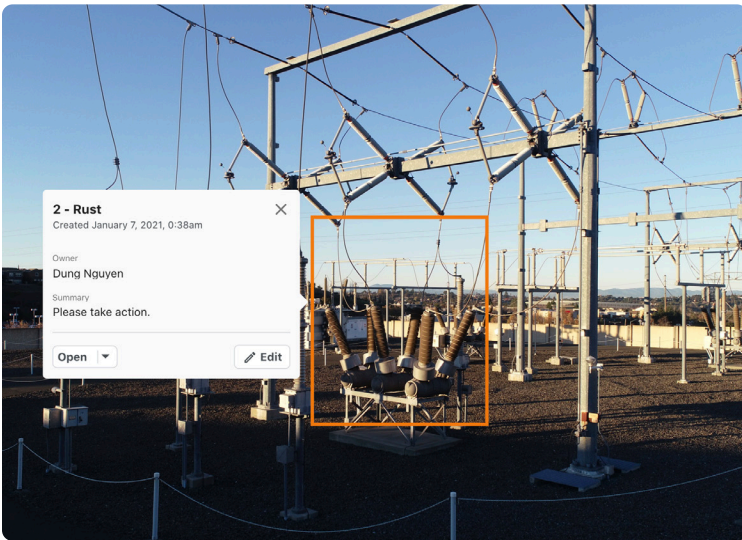 2 - Rust
Created January 7, 2021, 0:38am
Owner
Dung Nguyen
Summary
Please take action.
Open
Edit